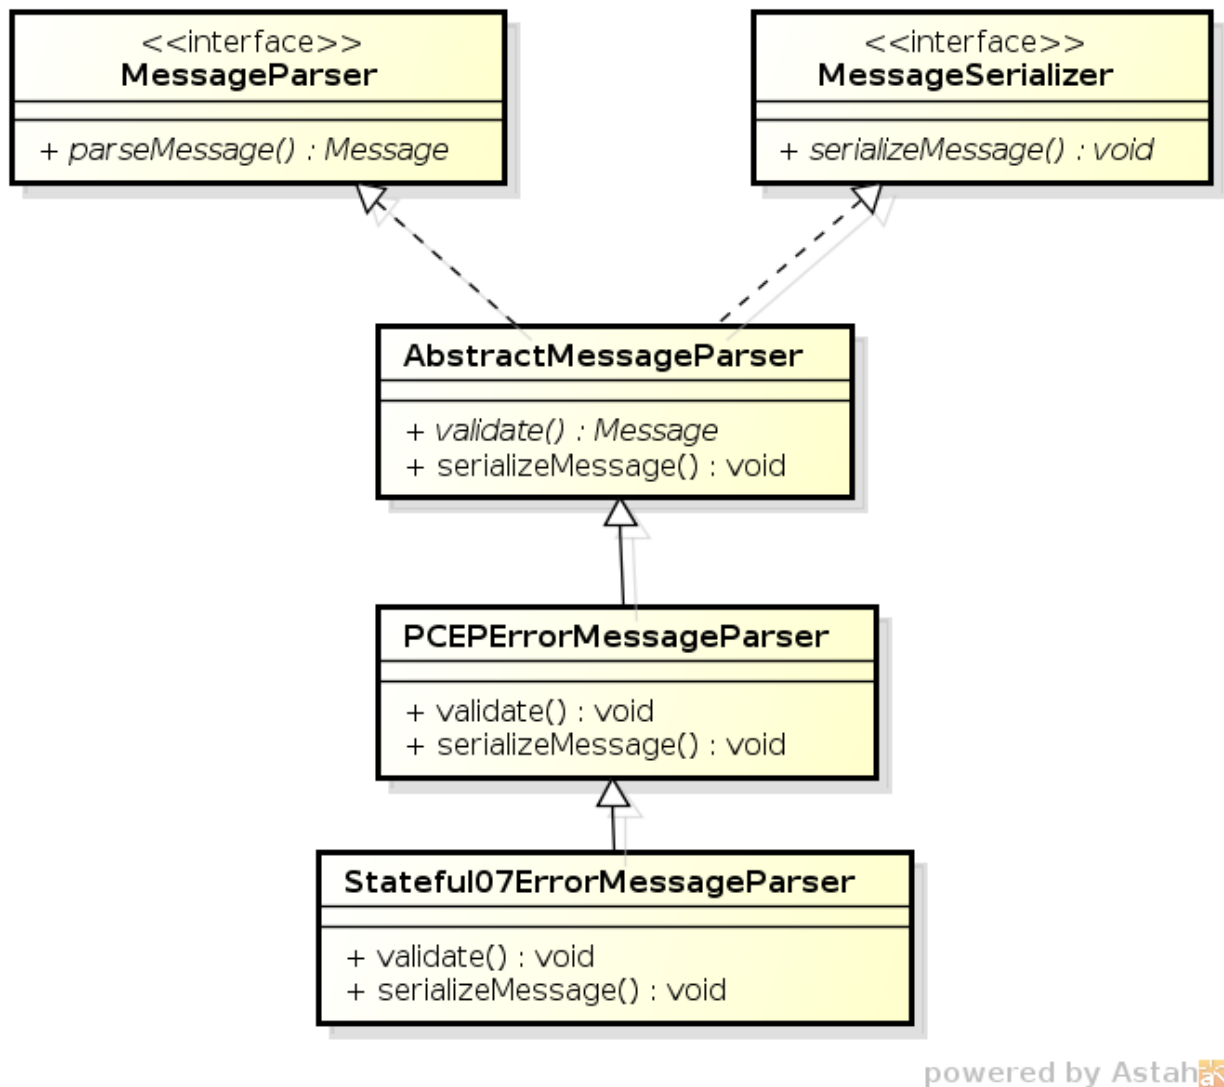 <<interface>>
MessageParser
+ parseMessage() : Message
<<interface>>
MessageSerializer
+ serializeMessage() : void
AbstractMessageParser
+ validate() : Message
+ serializeMessage() : void
PCEPErrorMessageParser
+ validate() : void
+ serializeMessage() : void
Stateful07ErrorMessageParser
+ validate() : void
+ serializeMessage() : void
powered by Astah